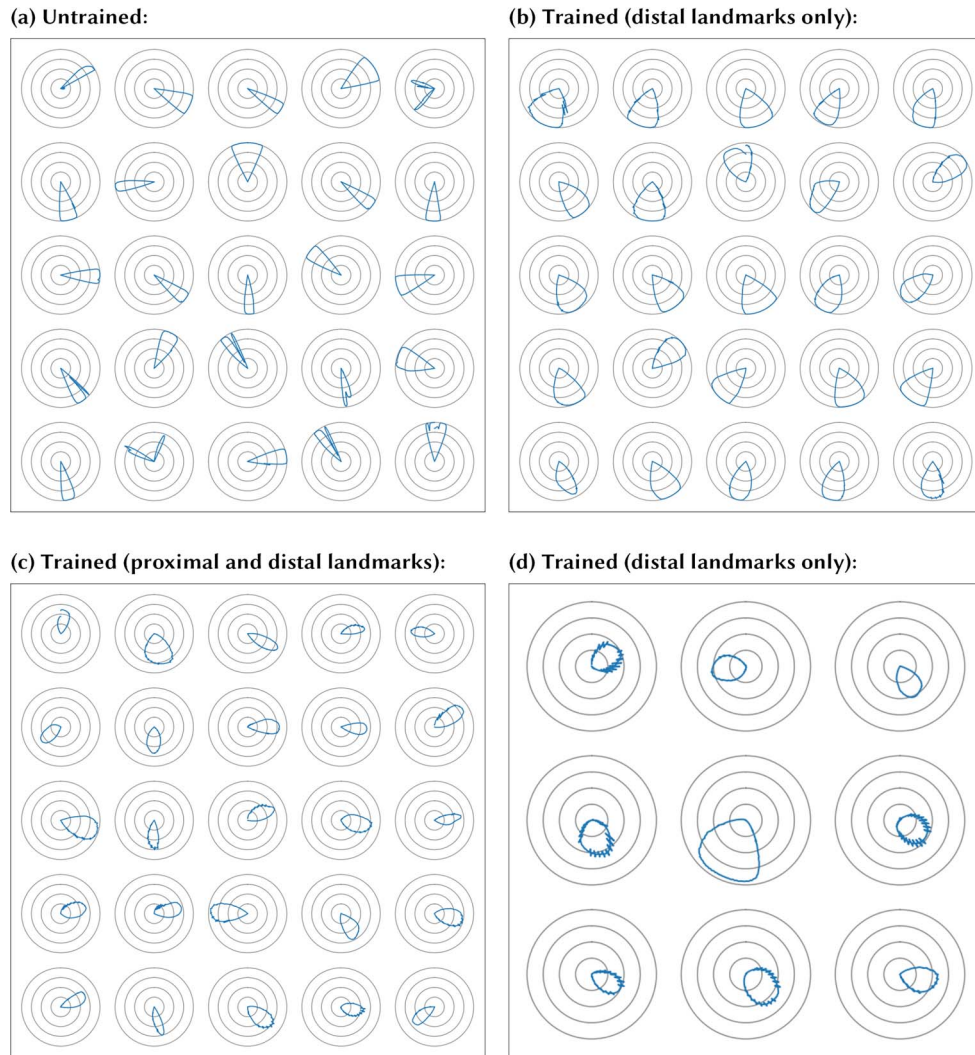 (a) Untrained:
(b) Trained (distal landmarks only):
(c) Trained (proximal and distal landmarks):
(d) Trained (distal landmarks only):